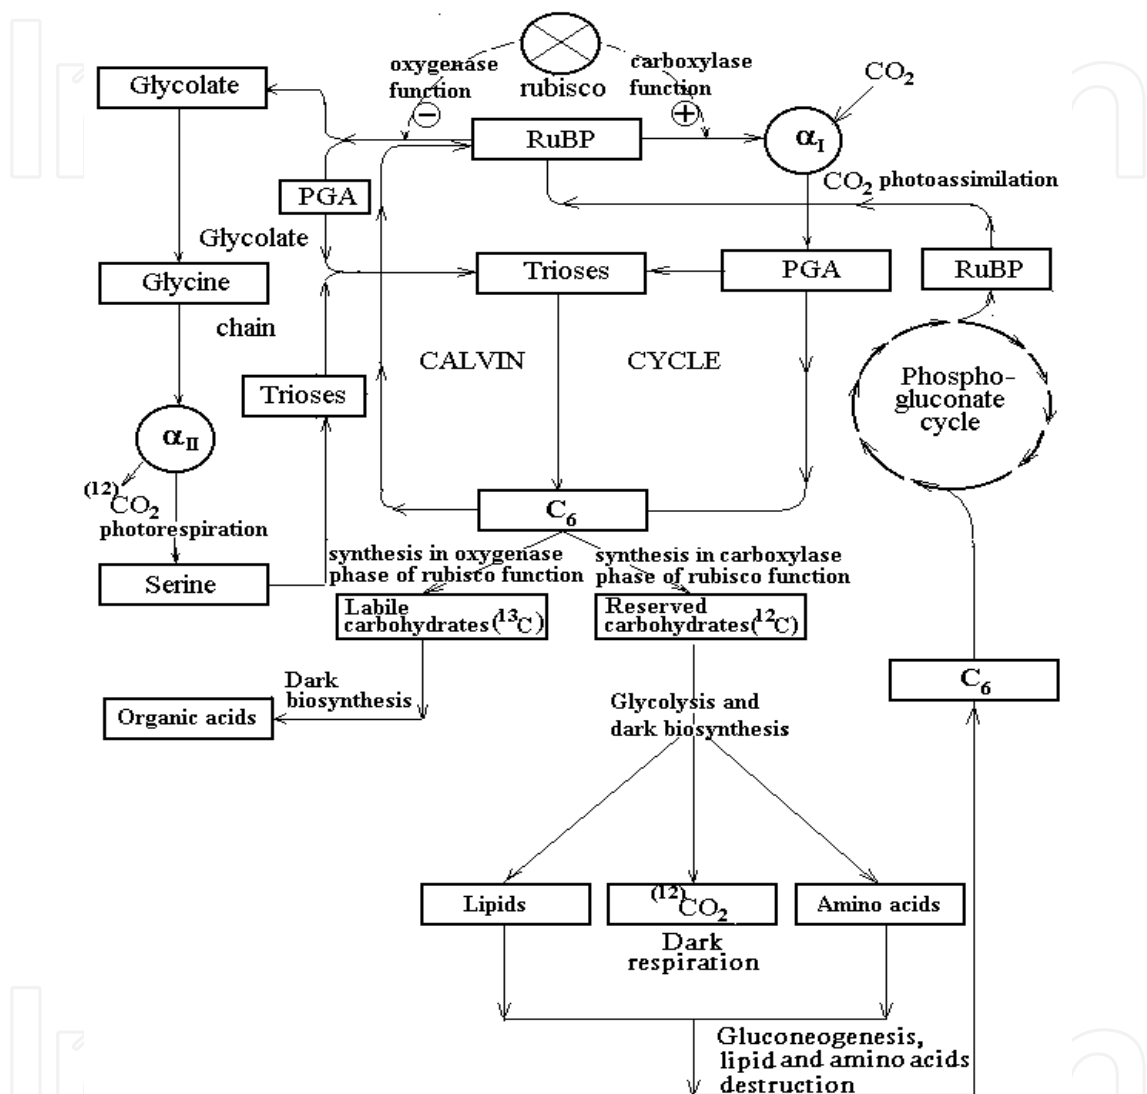 rubisco
oxygenase
function
−
carboxylase
function
+
CO₂
Glycolate
RuBP
α_I
CO₂ photoassimilation
PGA
Glycolate
Glycine
chain
Trioses
PGA
RuBP
CALVIN
CYCLE
Trioses
Phospho-
gluconate
cycle
α_II
(12)CO₂
photorespiration
Serine
C₆
synthesis in oxygenase
phase of rubisco function
synthesis in carboxylase
phase of rubisco function
Labile
carbohydrates (¹³C)
Reserved
carbohydrates (¹²C)
Dark
biosynthesis
Organic acids
Glycolysis and
dark biosynthesis
C₆
Lipids
(12)CO₂
Amino acids
Dark
respiration
Gluconeogenesis,
lipid and amino acids
destruction